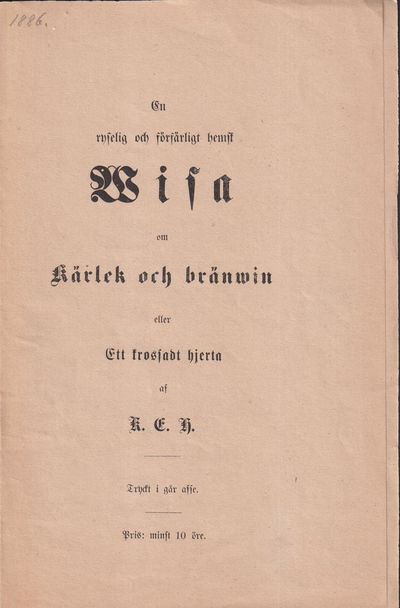 1886.
En
ryselig och förfärligt hemsk
Wisa
om
Kärlek och bränwin
eller
Ett krossadt hjerta
af
K. E. H.
Tryckt i går afse.
Pris: minst 10 öre.